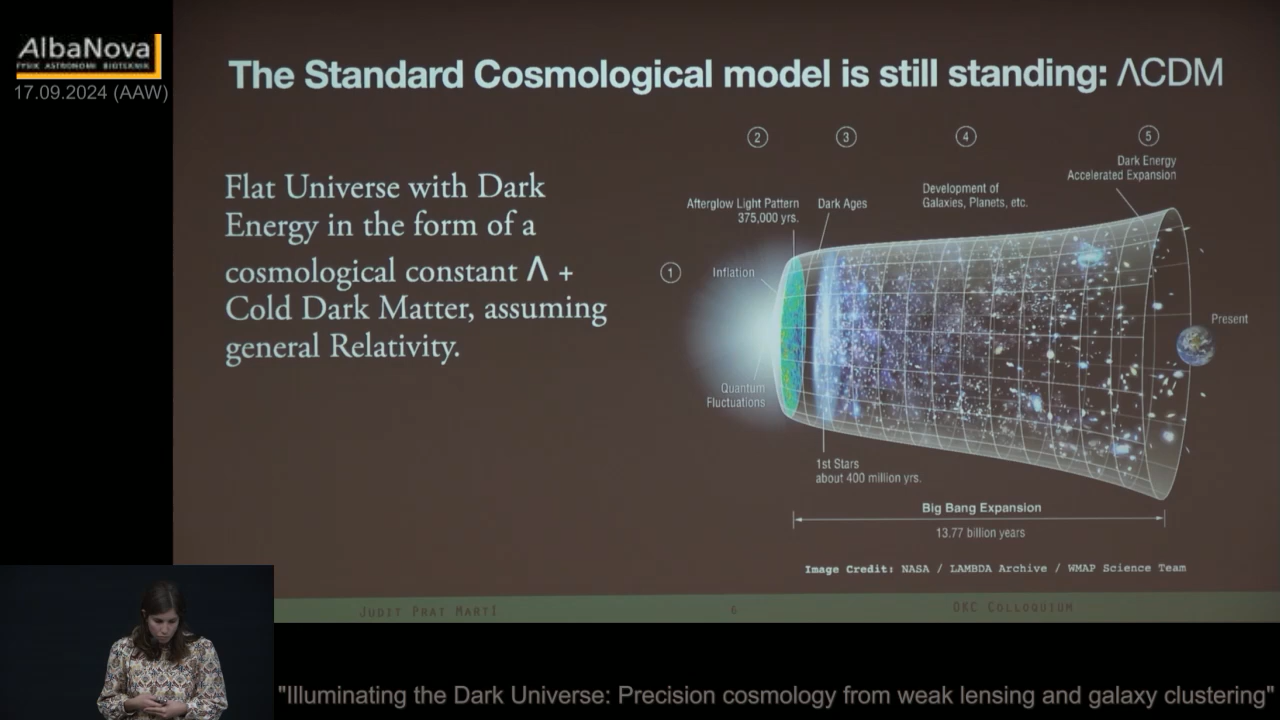 AlbaNova
FYSIK ASTRONOMI BIOTEKNIK
17.09.2024 (AAW)
The Standard Cosmological model is still standing: ΛCDM
Flat Universe with Dark
Energy in the form of a
cosmological constant Λ +
Cold Dark Matter, assuming
general Relativity.
1
2
3
4
5
Dark Energy
Accelerated Expansion
Afterglow Light Pattern
375,000 yrs.
Dark Ages
Development of
Galaxies, Planets, etc.
Inflation
Quantum
Fluctuations
Present
1st Stars
about 400 million yrs.
Big Bang Expansion
13.77 billion years
Image Credit: NASA / LAMBDA Archive / WMAP Science Team
Judit Prat Martí
6
OKC Colloquium
"Illuminating the Dark Universe: Precision cosmology from weak lensing and galaxy clustering"